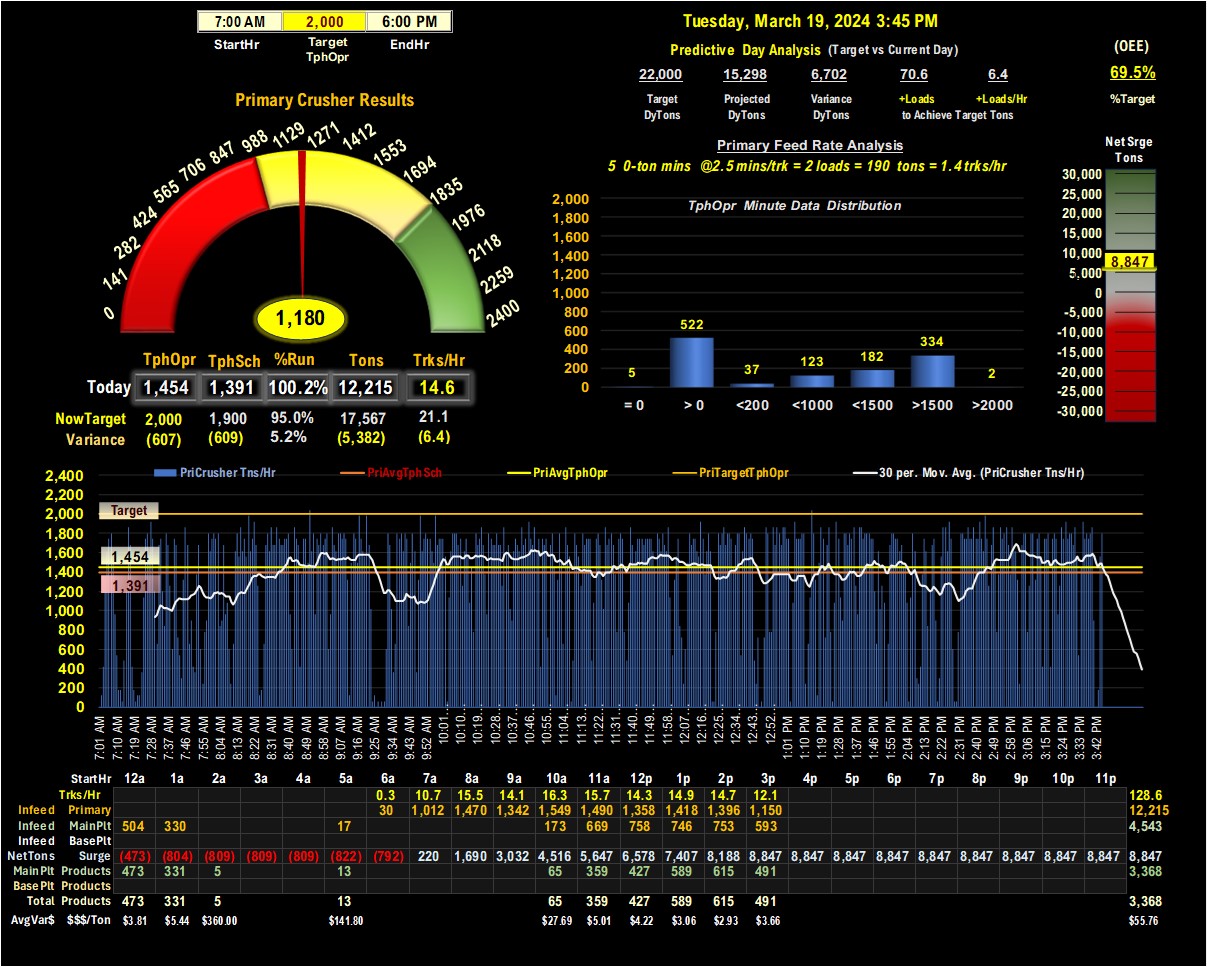 7:00 AM 2,000 6:00 PM
StartHr Target TphOpr EndHr
Tuesday, March 19, 2024 3:45 PM
Predictive Day Analysis (Target vs Current Day)
22,000 15,298 6,702 70.6 6.4
Target Projected Variance +Loads +Loads/Hr
DyTons DyTons DyTons to Achieve Target Tons
(OEE)
69.5%
%Target
Primary Crusher Results
0 141 282 424 565 706 847 988 1129 1271 1412 1553 1694 1835 1976 2118 2259 2400
1,180
TphOpr TphSch %Run Tons Trks/Hr
Today 1,454 1,391 100.2% 12,215 14.6
NowTarget 2,000 1,900 95.0% 17,567 21.1
Variance (607) (609) 5.2% (5,382) (6.4)
Primary Feed Rate Analysis
5 0-ton mins @2.5 mins/trk = 2 loads = 190 tons = 1.4 trks/hr
TphOpr Minute Data Distribution
2,000
1,800
1,600
1,400
1,200
1,000
800
600
400
200
0
5 522 37 123 182 334 2
= 0 > 0 <200 <1000 <1500 >1500 >2000
Net Srge
Tons
30,000
25,000
20,000
15,000
10,000
8,847
5,000
0
-5,000
-10,000
-15,000
-20,000
-25,000
-30,000
PriCrusher Tns/Hr PriAvgTphSch PriAvgTphOpr PriTargetTphOpr 30 per. Mov. Avg. (PriCrusher Tns/Hr)
2,400
2,200
2,000
1,800
1,600
1,400
1,200
1,000
800
600
400
200
0
Target
1,454
1,391
7:01 AM 7:10 AM 7:19 AM 7:28 AM 7:37 AM 7:46 AM 7:55 AM 8:04 AM 8:13 AM 8:22 AM 8:31 AM 8:40 AM 8:49 AM 8:58 AM 9:07 AM 9:16 AM 9:25 AM 9:34 AM 9:43 AM 9:52 AM 10:01... 10:10... 10:19... 10:28... 10:37... 10:46... 10:55... 11:04... 11:13... 11:22... 11:31... 11:40... 11:49... 11:58... 12:07... 12:16... 12:25... 12:34... 12:43... 12:52... 1:01 PM 1:10 PM 1:19 PM 1:28 PM 1:37 PM 1:46 PM 1:55 PM 2:04 PM 2:13 PM 2:22 PM 2:31 PM 2:40 PM 2:49 PM 2:58 PM 3:06 PM 3:15 PM 3:24 PM 3:33 PM 3:42 PM
StartHr 12a 1a 2a 3a 4a 5a 6a 7a 8a 9a 10a 11a 12p 1p 2p 3p 4p 5p 6p 7p 8p 9p 10p 11p
Trks/Hr 0.3 10.7 15.5 14.1 16.3 15.7 14.3 14.9 14.7 12.1 128.6
Infeed Primary 30 1,012 1,470 1,342 1,549 1,490 1,358 1,418 1,396 1,150 12,215
Infeed MainPlt 504 330 17 173 669 758 746 753 593 4,543
Infeed BasePlt
NetTons Surge (473) (804) (809) (809) (809) (822) (792) 220 1,690 3,032 4,516 5,647 6,578 7,407 8,188 8,847 8,847 8,847 8,847 8,847 8,847 8,847 8,847 8,847 8,847
MainPlt Products 473 331 5 13 65 359 427 589 615 491 3,368
BasePlt Products
Total Products 473 331 5 13 65 359 427 589 615 491 3,368
AvgVar$ $$$/Ton $3.81 $5.44 $360.00 $141.80 $27.69 $5.01 $4.22 $3.06 $2.93 $3.66 $55.76